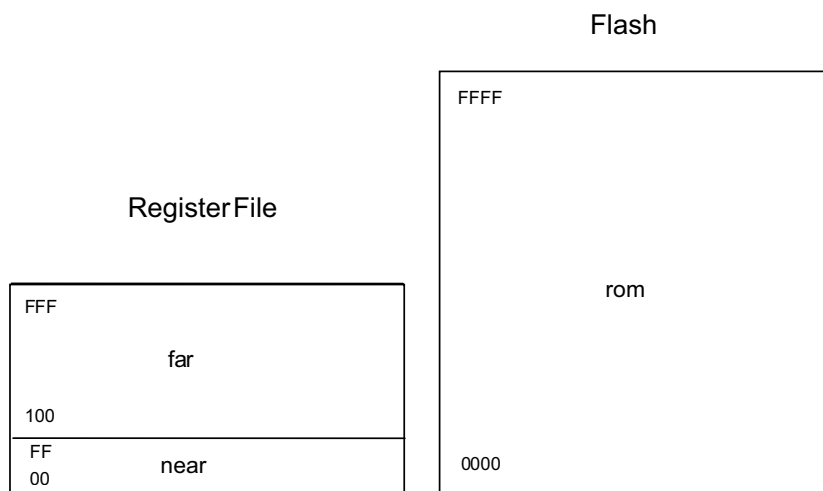 Flash
FFFF
Register File
rom
FFF
far
100
FF
near
00
0000